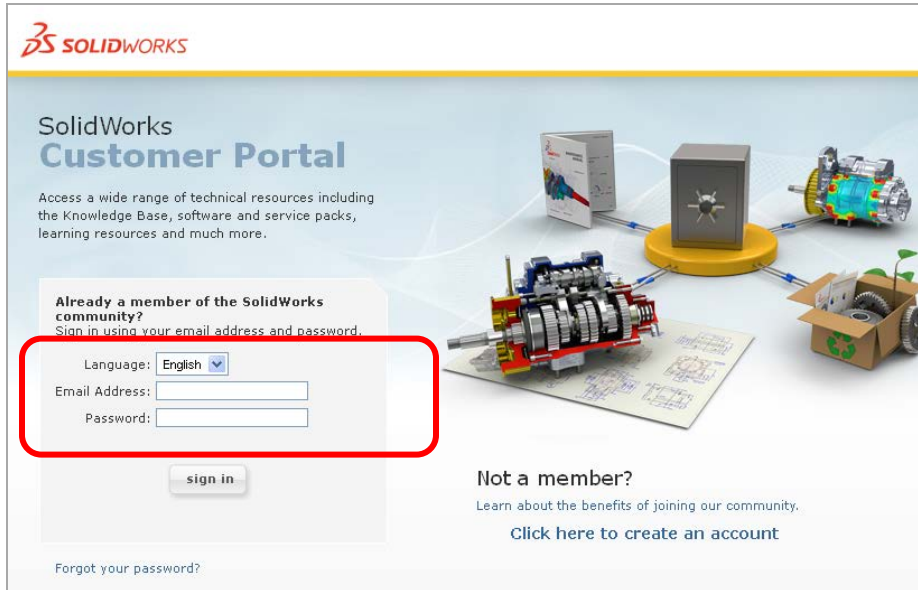 SOLIDWORKS
SolidWorks
Customer Portal
Access a wide range of technical resources including
the Knowledge Base, software and service packs,
learning resources and much more.
Already a member of the SolidWorks
community?
Sign in using your email address and password.
Language: English
Email Address:
Password:
sign in
Forgot your password?
Not a member?
Learn about the benefits of joining our community.
Click here to create an account